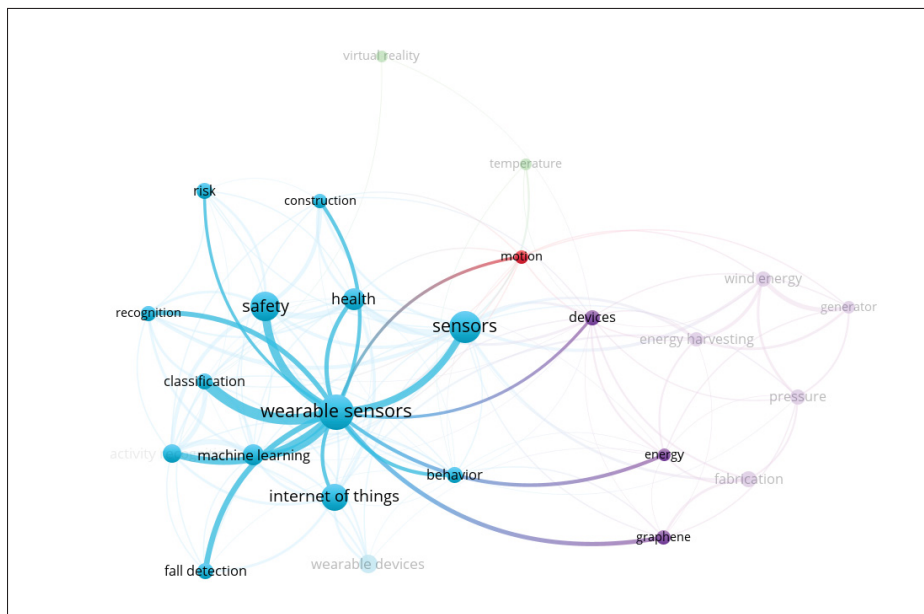 virtual reality
temperature
risk
construction
motion
wind energy
safety
health
recognition
sensors
devices
generator
energy harvesting
classification
pressure
wearable sensors
activity
machine learning
behavior
energy
fabrication
internet of things
graphene
fall detection
wearable devices